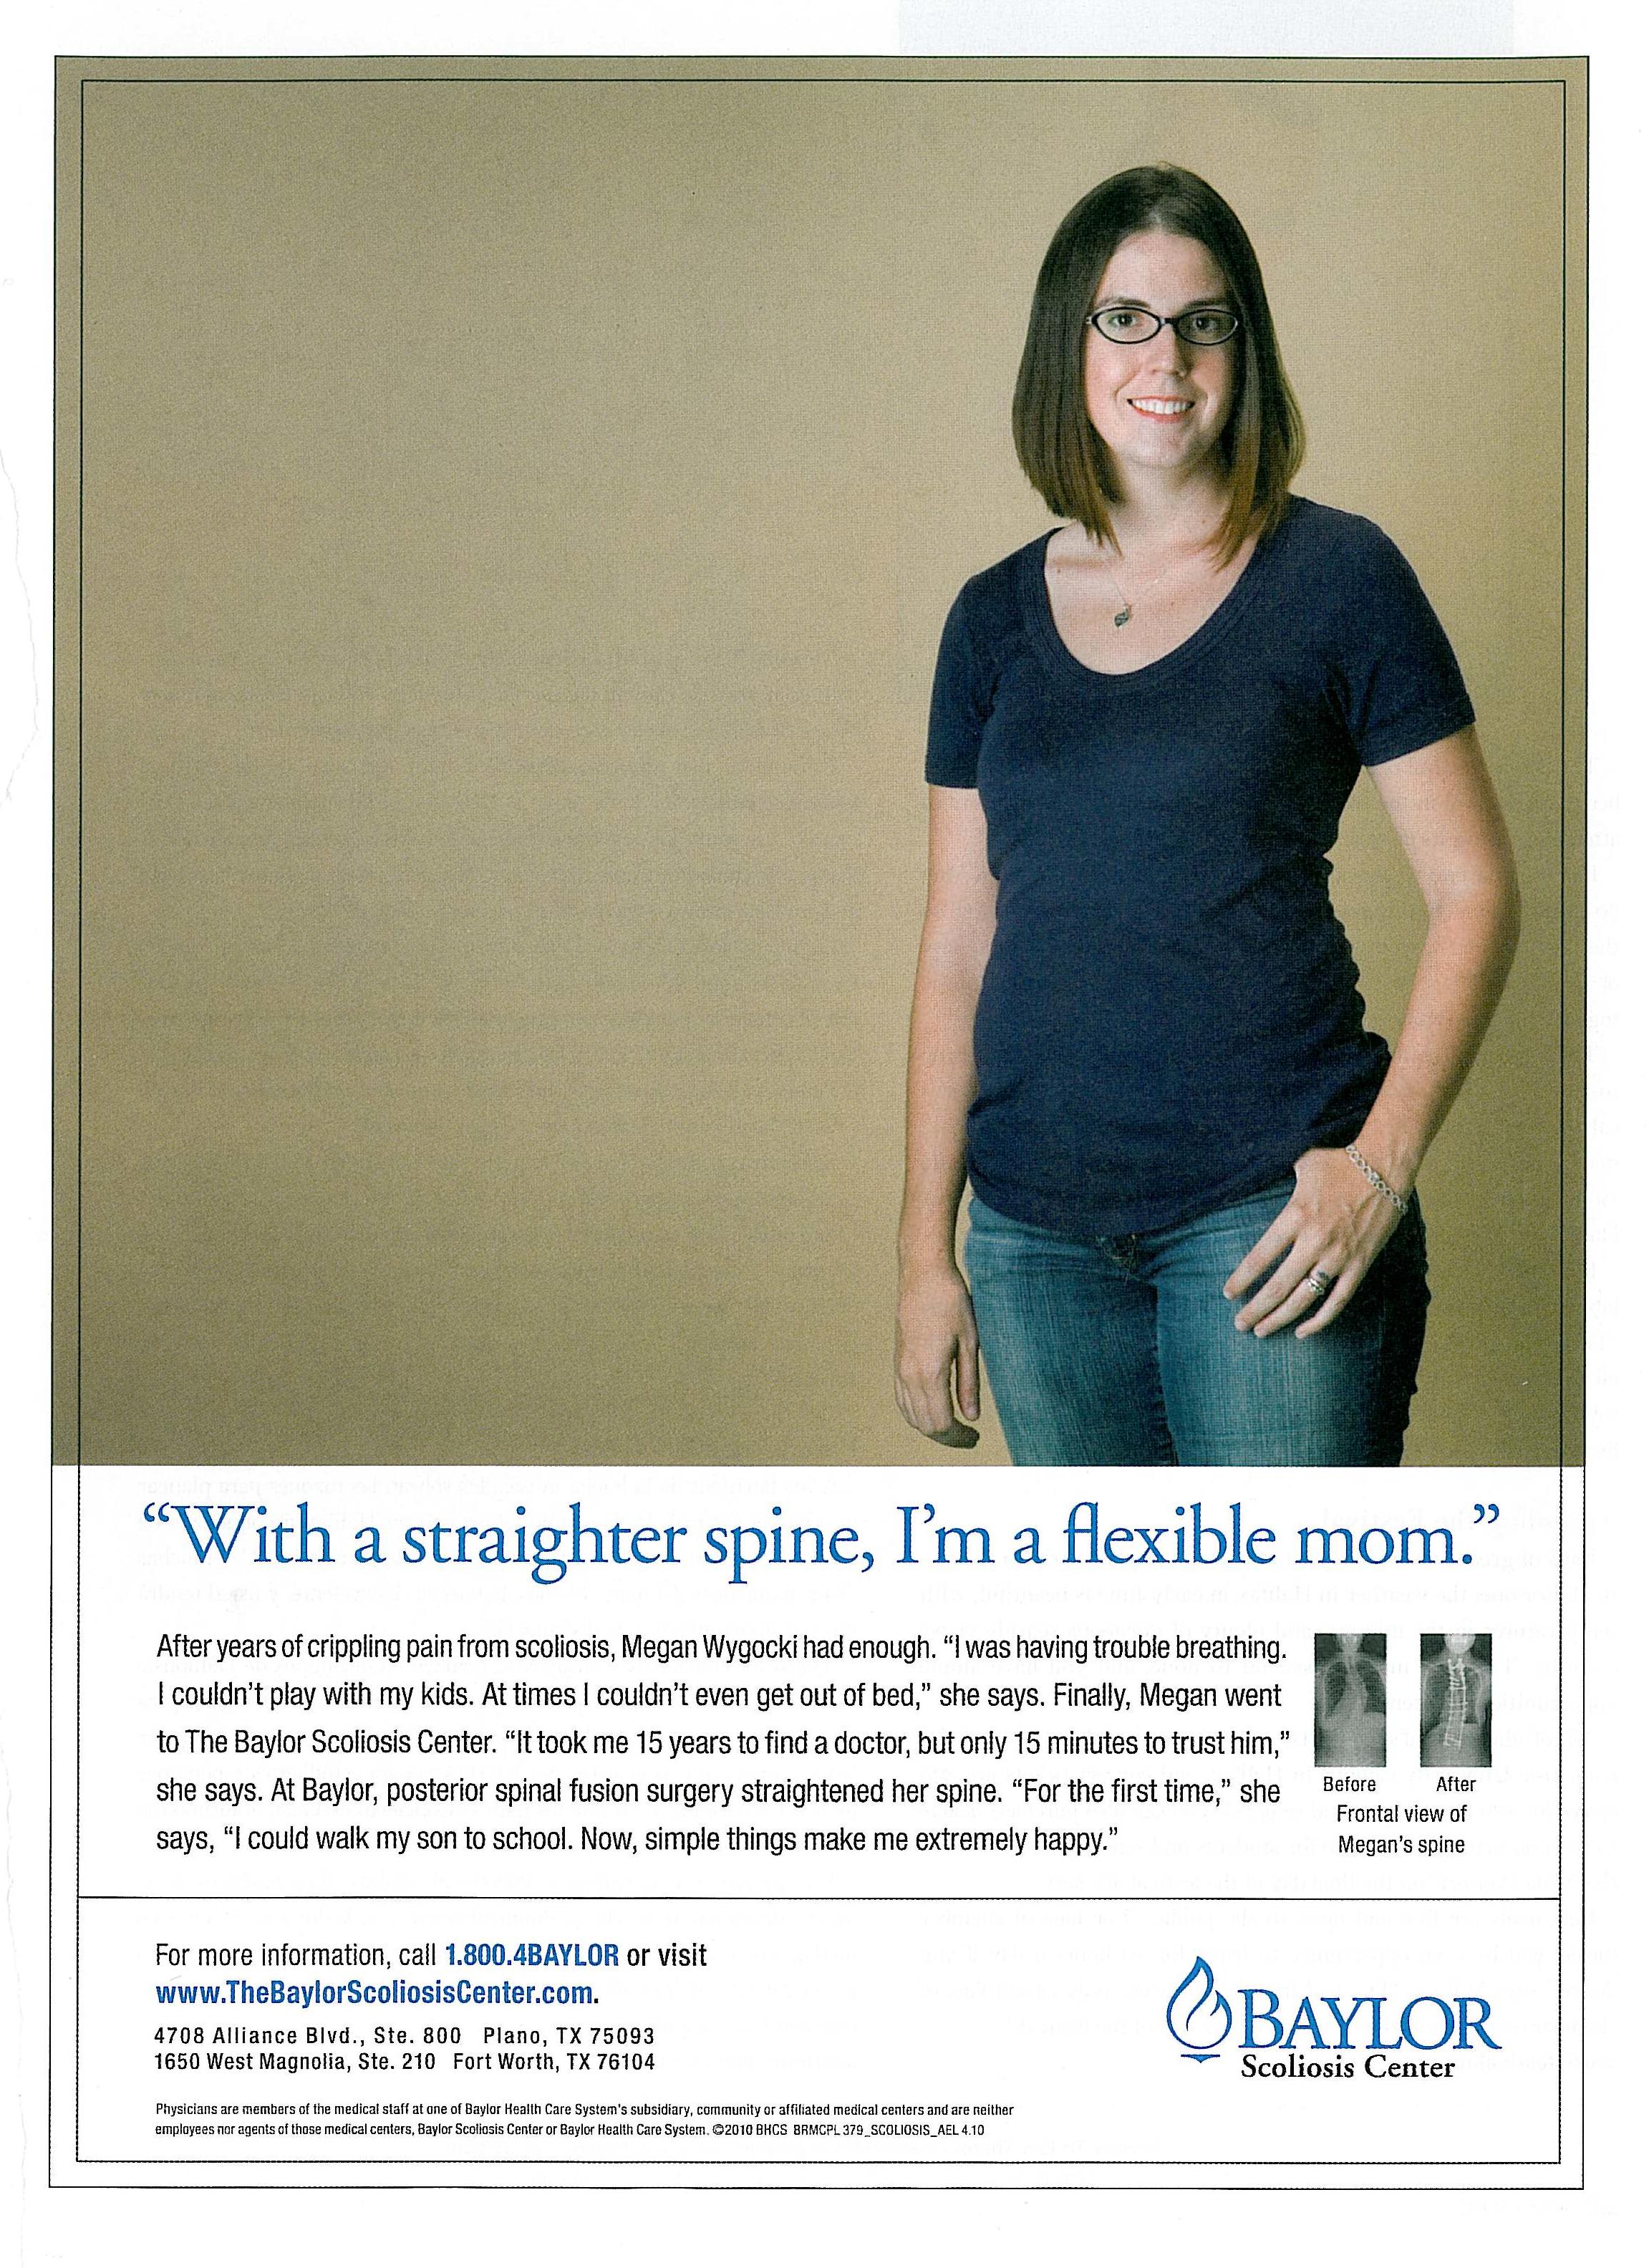 “With a straighter spine, I'm a flexible mom.”
After years of crippling pain from scoliosis, Megan Wygocki had enough. “I was having trouble breathing.
I couldn't play with my kids. At times I couldn't even get out of bed,” she says. Finally, Megan went
to The Baylor Scoliosis Center. “It took me 15 years to find a doctor, but only 15 minutes to trust him,”
she says. At Baylor, posterior spinal fusion surgery straightened her spine. “For the first time,” she
says, “I could walk my son to school. Now, simple things make me extremely happy.”
Before After
Frontal view of
Megan's spine
For more information, call 1.800.4BAYLOR or visit
www.TheBaylorScoliosisCenter.com.
4708 Alliance Blvd., Ste. 800 Plano, TX 75093
1650 West Magnolia, Ste. 210 Fort Worth, TX 76104
BAYLOR
Scoliosis Center
Physicians are members of the medical staff at one of Baylor Health Care System's subsidiary, community or affiliated medical centers and are neither
employees nor agents of those medical centers, Baylor Scoliosis Center or Baylor Health Care System. ©2010 BHCS BRMCPL 379_SCOLIOSIS_AEL 4.10